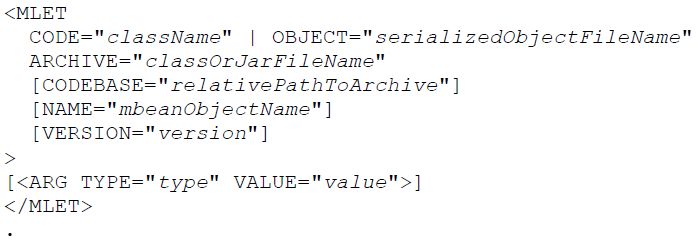 <MLET
CODE="className" | OBJECT="serializedObjectFileName"
ARCHIVE="classOrJarFileName"
[CODEBASE="relativePathToArchive"]
[NAME="mbeanObjectName"]
[VERSION="version"]
>
[<ARG TYPE="type" VALUE="value">]
</MLET>
.